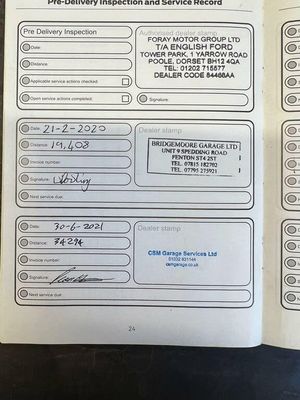 Pre-Delivery Inspection and Service Record
Pre Delivery Inspection
Date:
Distance
Applicable service actions checked:
Open service actions completed:
Authorised dealer stamp
FORAY MOTOR GROUP LTD
T/A ENGLISH FORD
TOWER PARK, 1 YARROW ROAD
POOLE, DORSET BH12 4QA
TEL: 01202 715577
DEALER CODE 84468AA
Signature:
Date: 21-2-2020
Distance: 19,408
Invoice number:
Signature:
Next service due:
Dealer stamp
BRIDGEMOORE GARAGE LTD
UNIT 9 SPEDDING ROAD
FENTON ST4 2ST
TEL. 07815 182702
TEL. 07795 275921
Date: 30-6-2021
Distance: 34294
Invoice number:
Signature:
Next service due:
Dealer stamp
CSM Garage Services Ltd
01332 831144
csmgarage.co.uk
24